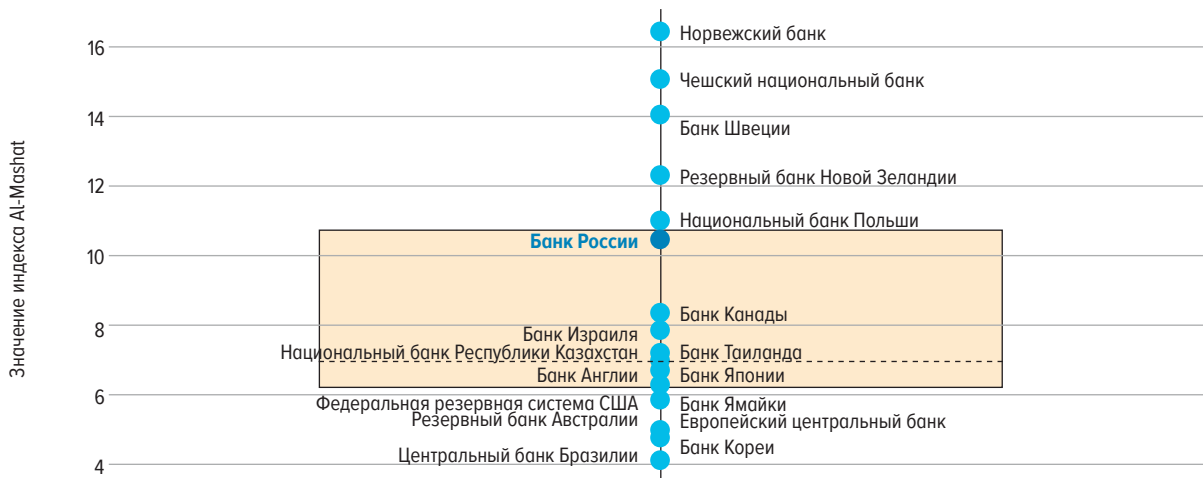 Значение индекса Al-Mashat
16
14
12
10
8
6
4
Норвежский банк
Чешский национальный банк
Банк Швеции
Резервный банк Новой Зеландии
Национальный банк Польши
Банк России
Банк Канады
Банк Израиля
Национальный банк Республики Казахстан
Банк Таиланда
Банк Англии
Банк Японии
Федеральная резервная система США
Банк Ямайки
Резервный банк Австралии
Европейский центральный банк
Банк Кореи
Центральный банк Бразилии